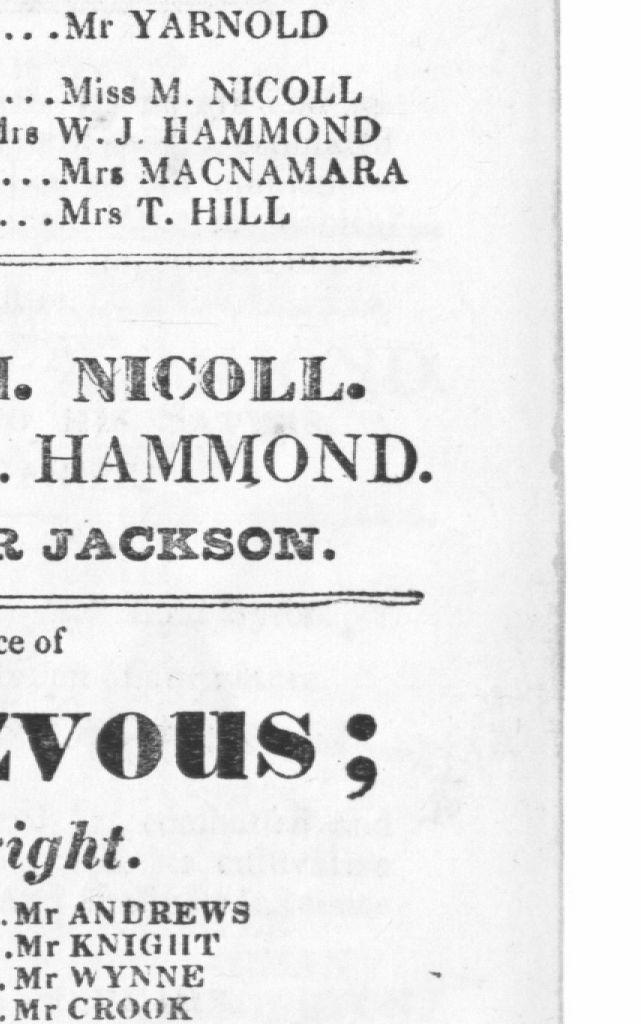 ...Mr YARNOLD
...Miss M. NICOLL
Mrs W. J. HAMMOND
...Mrs MACNAMARA
...Mrs T. HILL
M. NICOLL.
. HAMMOND.
R JACKSON.
ce of
ZVOUS;
right.
.Mr ANDREWS
.Mr KNIGHT
.Mr WYNNE
.Mr CROOK